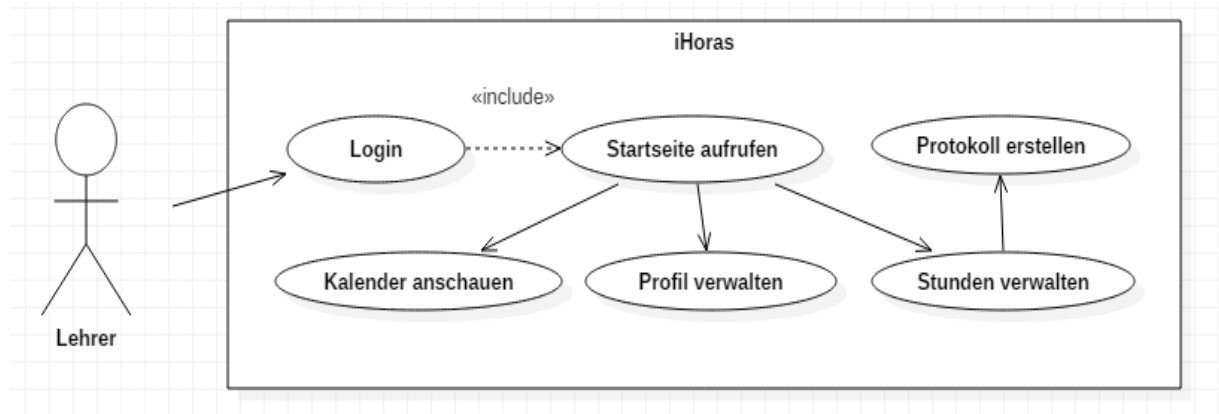 iHoras
«include»
Login
Startseite aufrufen
Protokoll erstellen
Kalender anschauen
Profil verwalten
Stunden verwalten
Lehrer